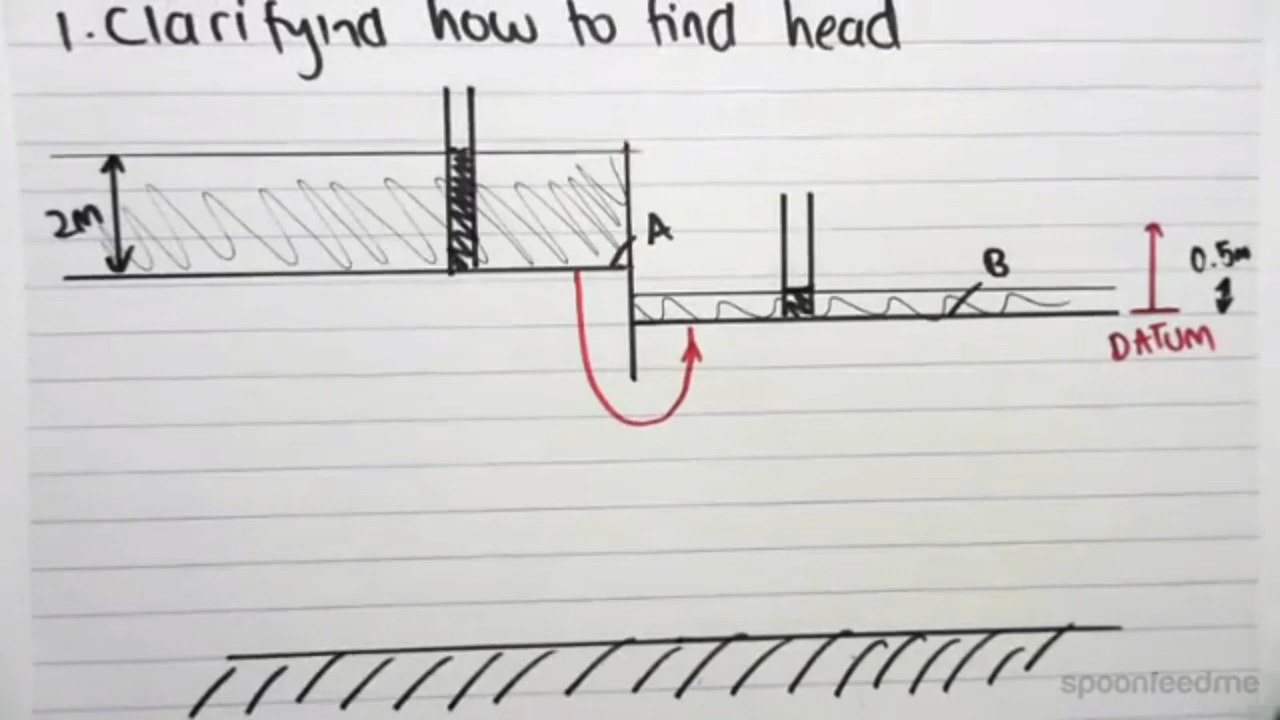 1. Clarifyind how to find head
2m
A
B
0.5m
DATUM
spoonfeedme